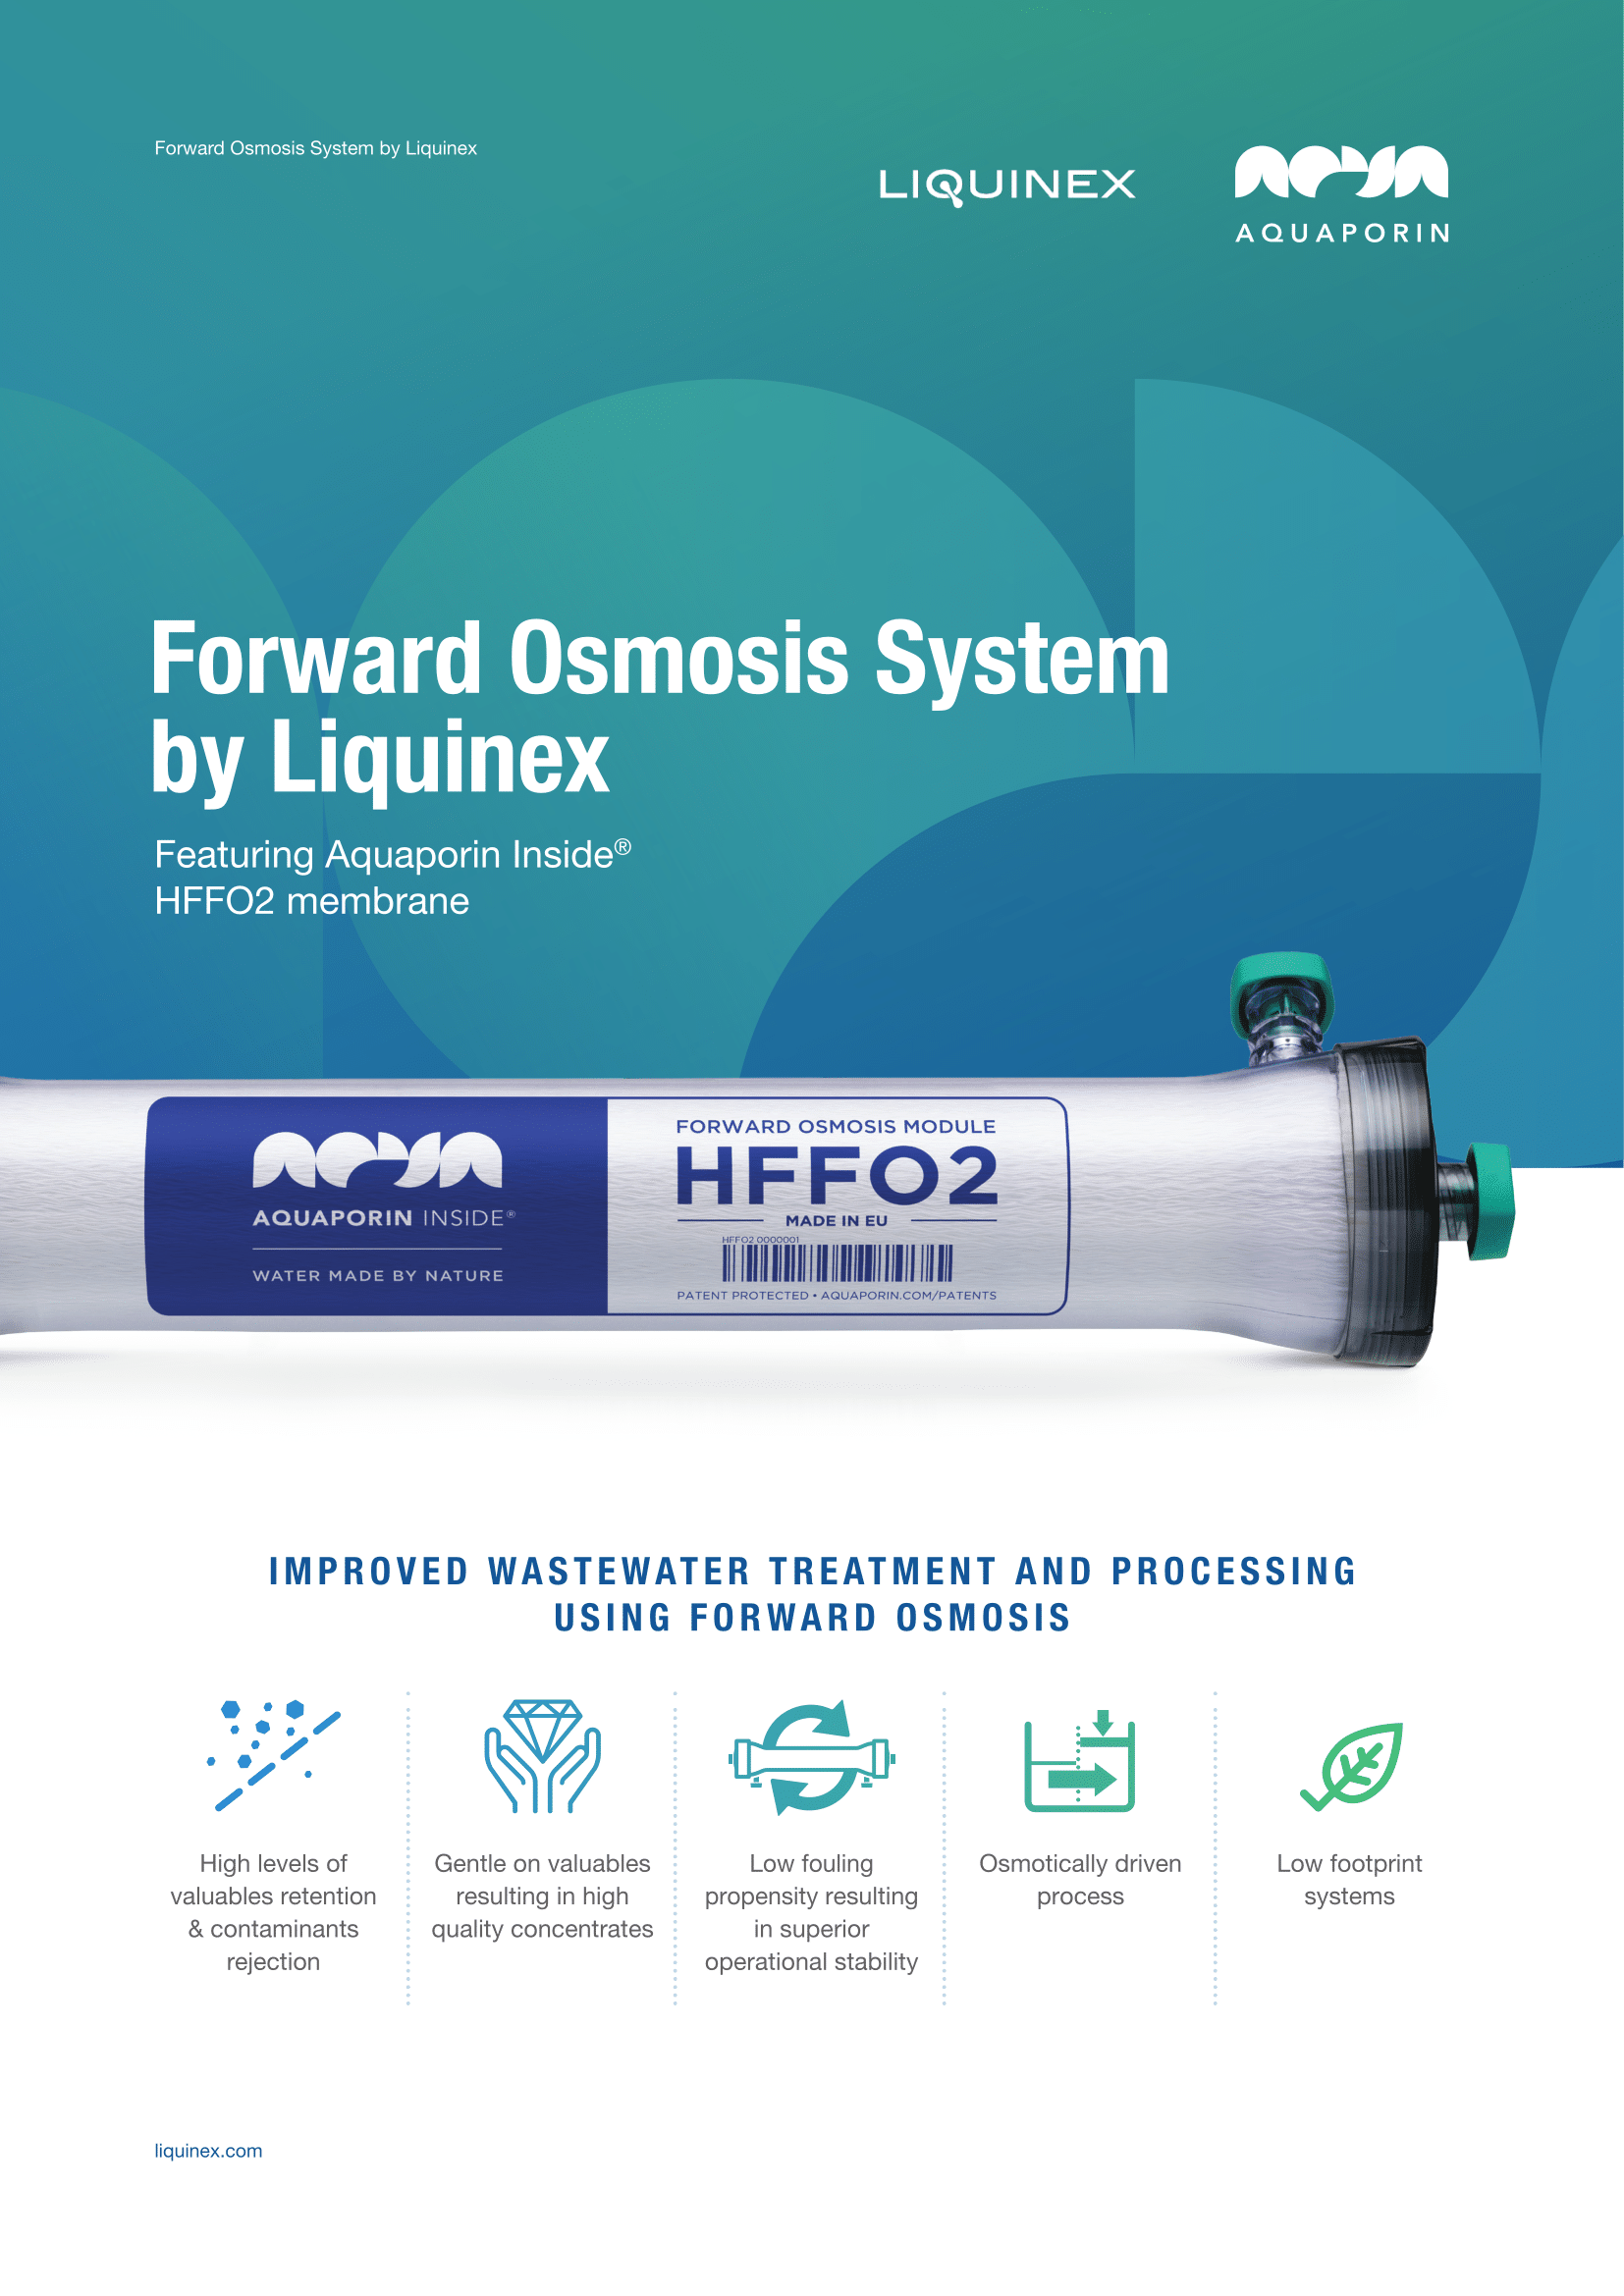 Forward Osmosis System by Liquinex
LIQUINEX
AQUAPORIN
Forward Osmosis System
by Liquinex
Featuring Aquaporin Inside®
HFFO2 membrane
AQUAPORIN INSIDE®
WATER MADE BY NATURE
FORWARD OSMOSIS MODULE
HFFO2
MADE IN EU
HFFO2 0000001
PATENT PROTECTED • AQUAPORIN.COM/PATENTS
IMPROVED WASTEWATER TREATMENT AND PROCESSING
USING FORWARD OSMOSIS
High levels of
valuables retention
& contaminants
rejection
Gentle on valuables
resulting in high
quality concentrates
Low fouling
propensity resulting
in superior
operational stability
Osmotically driven
process
Low footprint
systems
liquinex.com